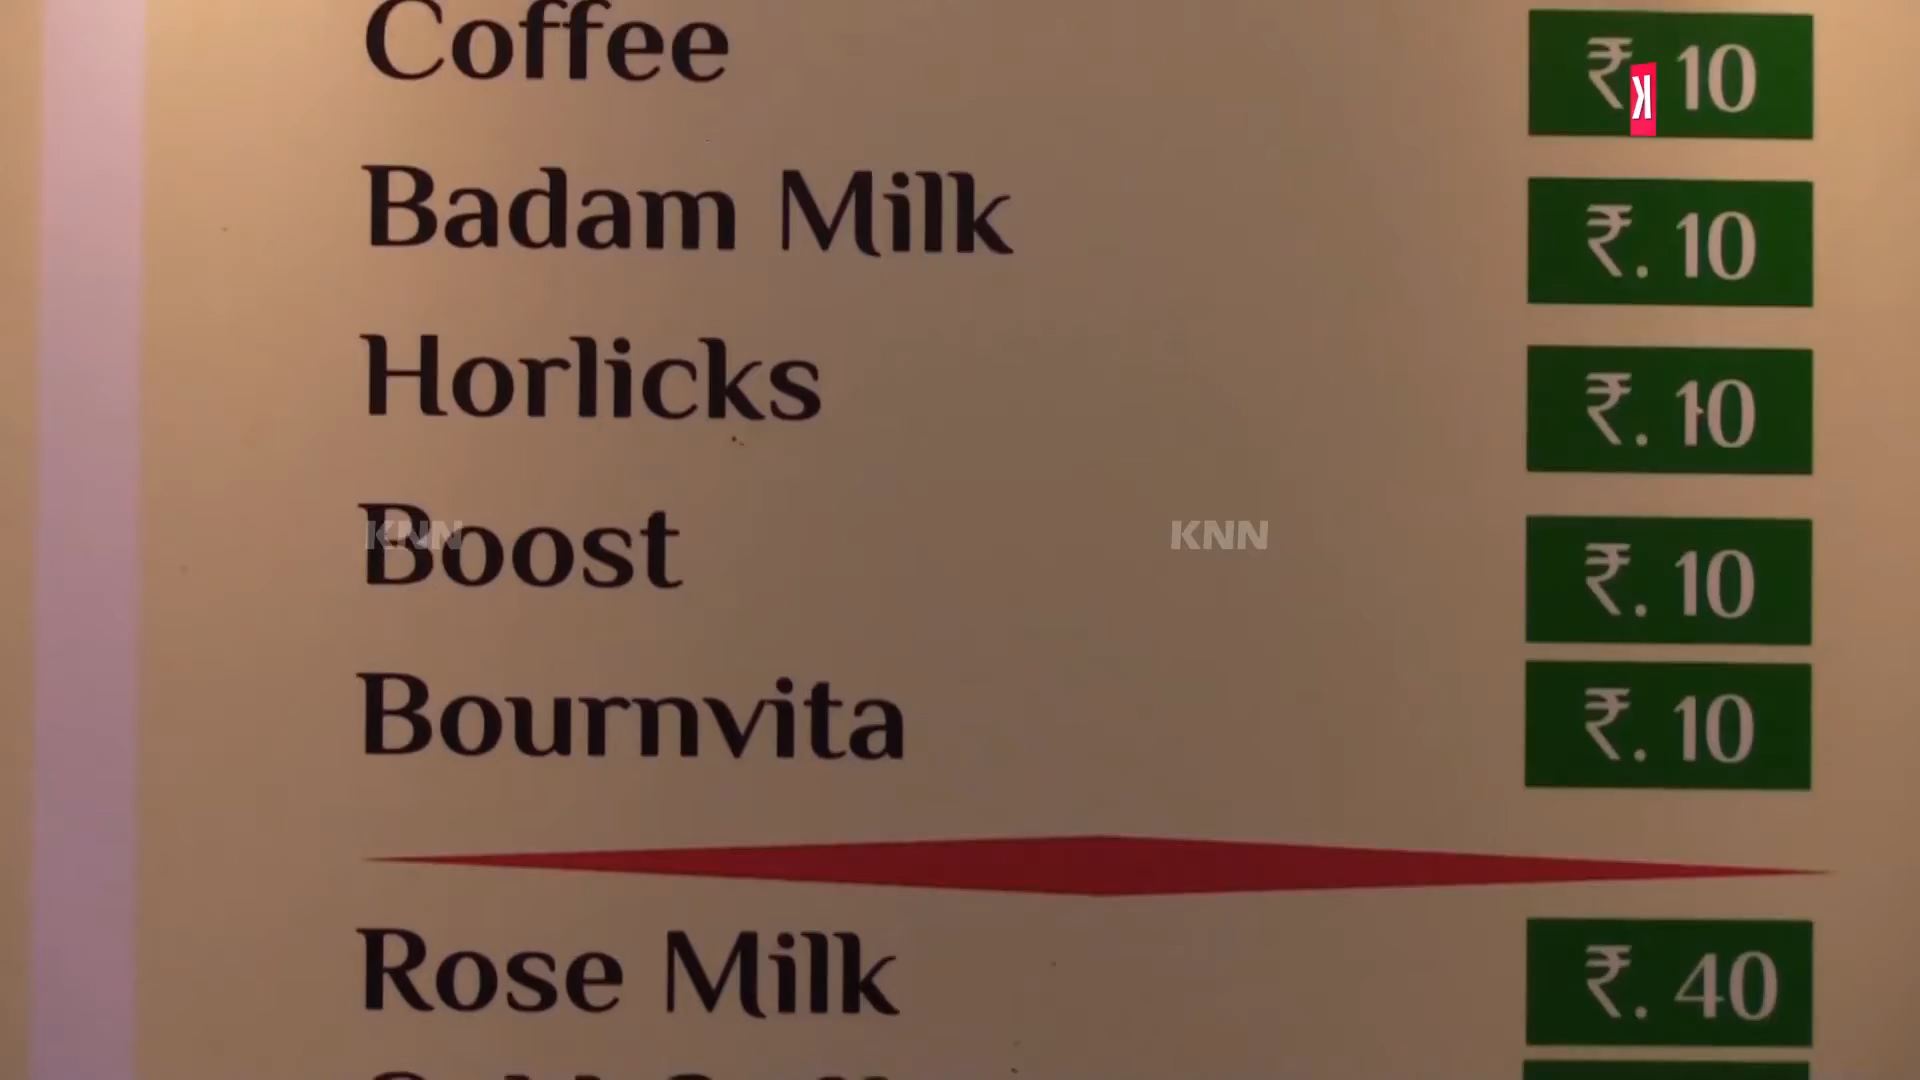 Coffee ₹. 10
Badam Milk ₹. 10
Horlicks ₹. 10
Boost ₹. 10
KNN KNN
Bournvita ₹. 10
Rose Milk ₹. 40